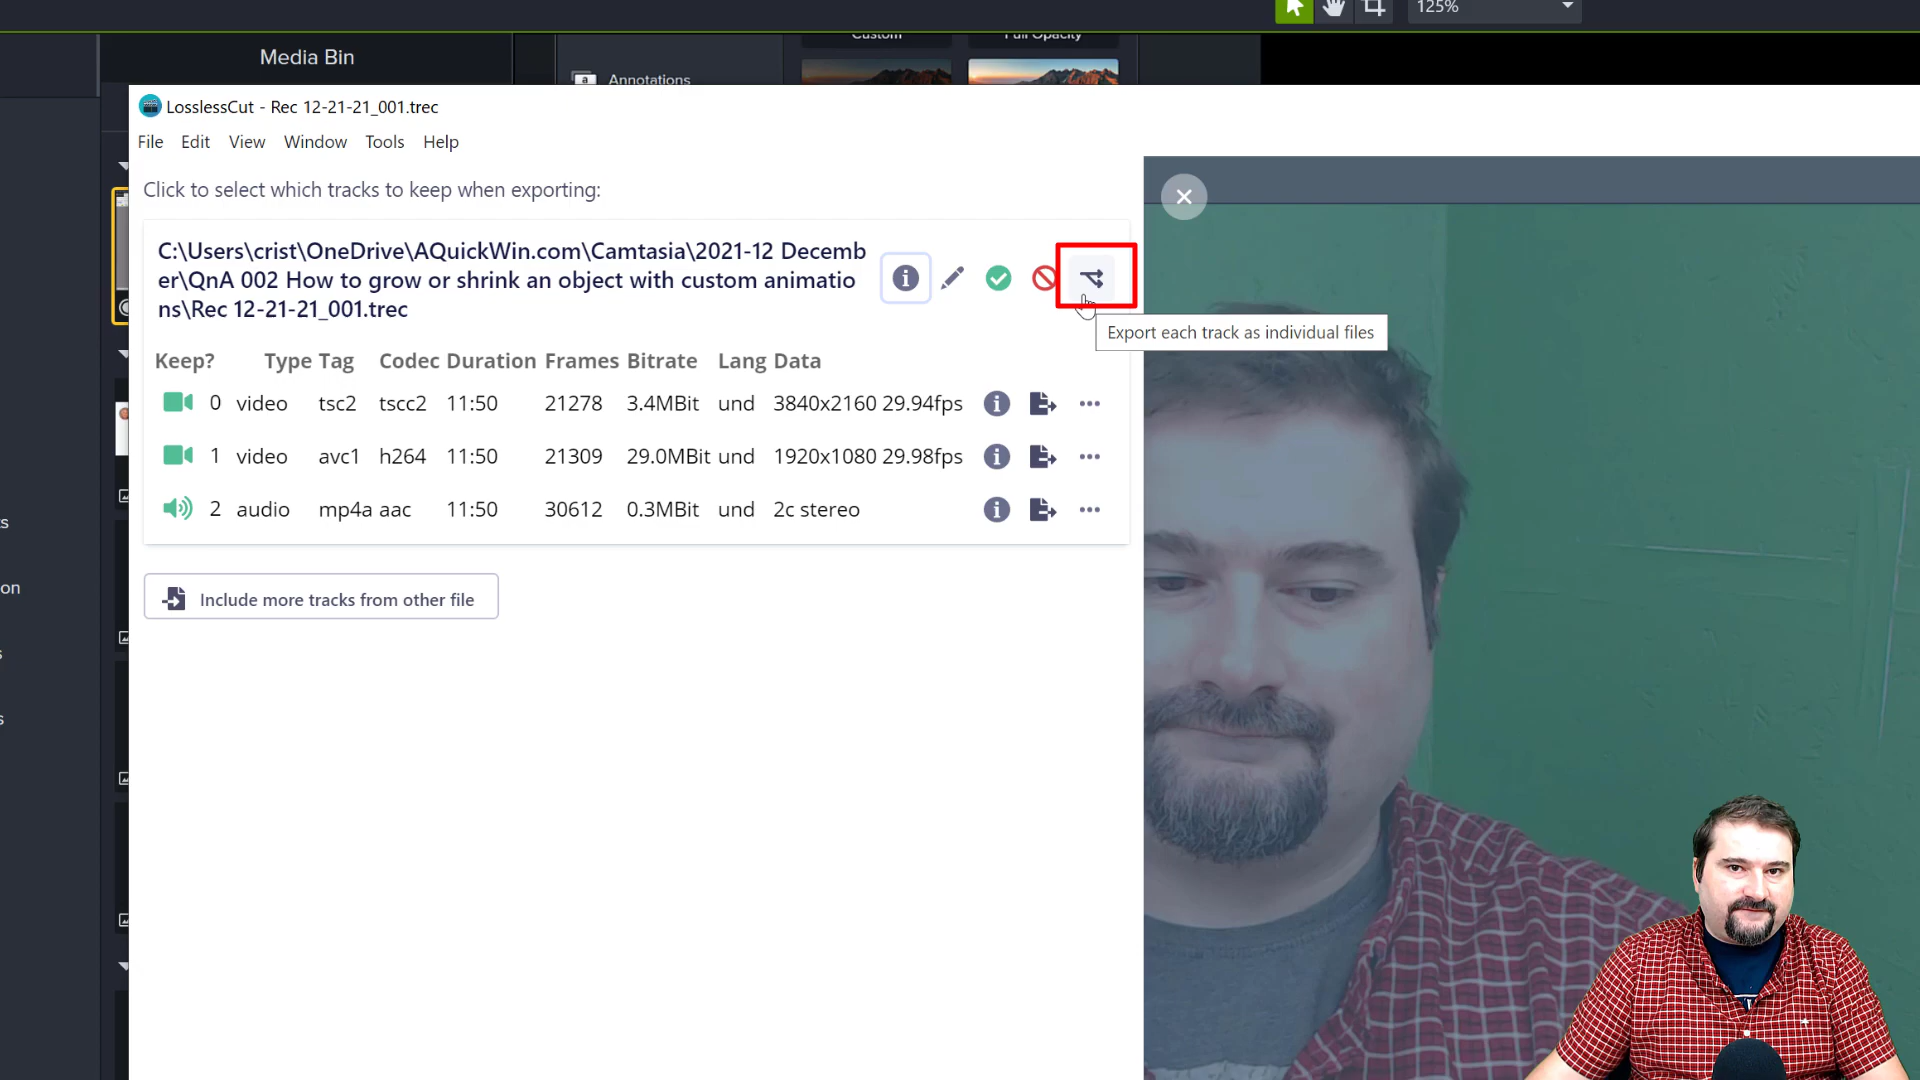 125%
Media Bin
Custom
Full Opacity
Annotations
LosslessCut - Rec 12-21-21_001.trec
File Edit View Window Tools Help
Click to select which tracks to keep when exporting:
C:\Users\crist\OneDrive\AQuickWin.com\Camtasia\2021-12 Decemb
er\QnA 002 How to grow or shrink an object with custom animatio
ns\Rec 12-21-21_001.trec
Export each track as individual files
Keep? Type Tag Codec Duration Frames Bitrate Lang Data
0 video tsc2 tscc2 11:50 21278 3.4MBit und 3840x2160 29.94fps
1 video avc1 h264 11:50 21309 29.0MBit und 1920x1080 29.98fps
2 audio mp4a aac 11:50 30612 0.3MBit und 2c stereo
Include more tracks from other file